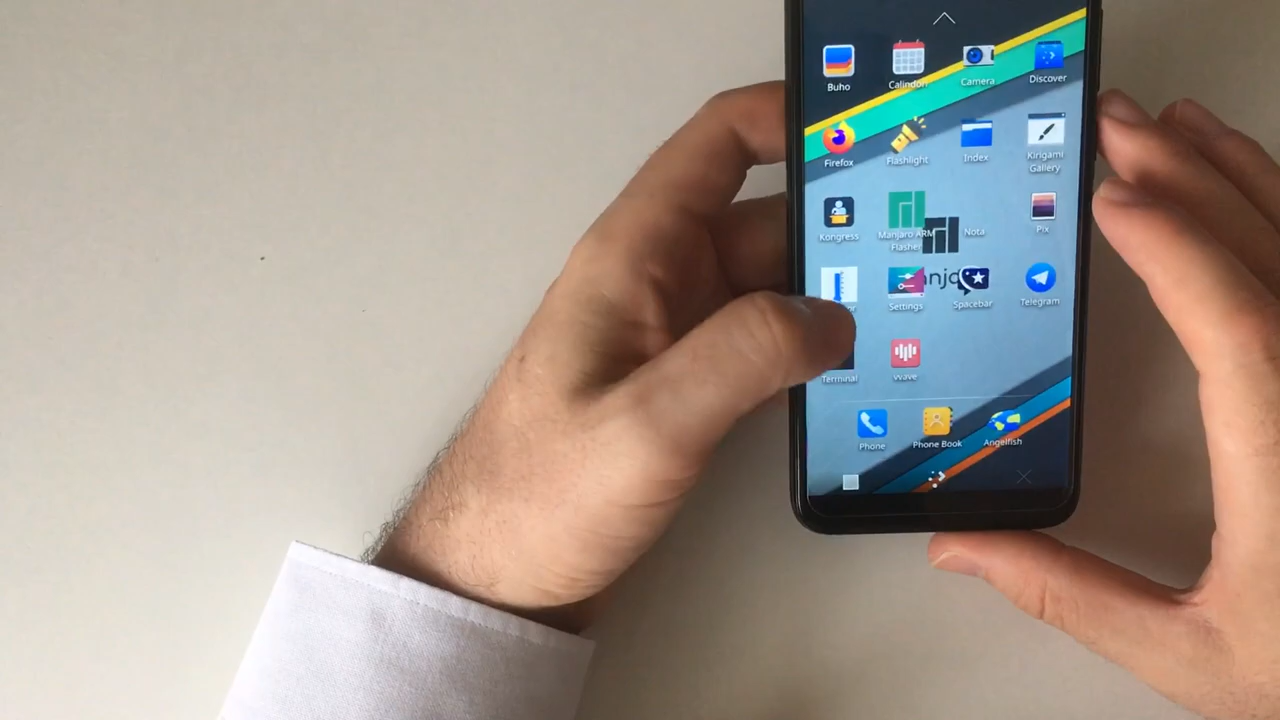 Buho Calindori Camera Discover
Firefox Flashlight Index Kirigami
Gallery
Kongress Manjaro ARM Nota Pix
Flasher
Settings Spacebar Telegram
Terminal Wave
Phone Phone Book Angelfish